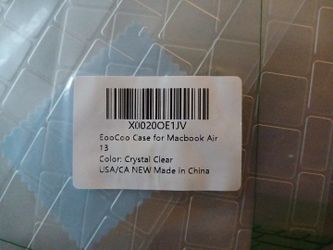 X0020OE1JV
EooCoo Case for Macbook Air
13
Color: Crystal Clear
USA/CA NEW Made in China